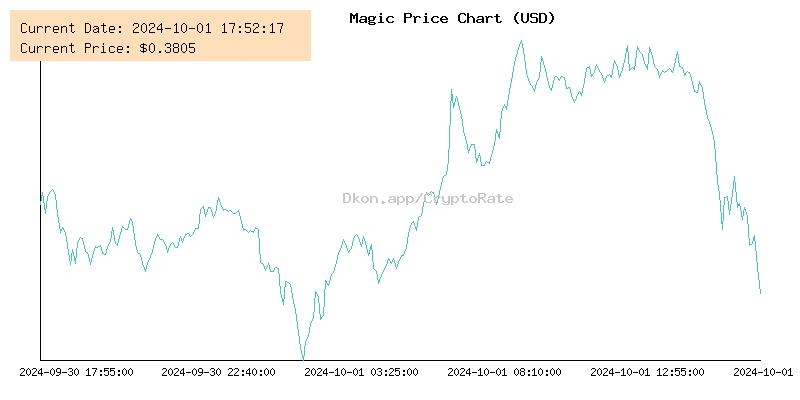 Magic Price Chart (USD)
Current Date: 2024-10-01 17:52:17
Current Price: $0.3805
Dkon.app/CryptoRate
2024-09-30 17:55:00 2024-09-30 22:40:00 2024-10-01 03:25:00 2024-10-01 08:10:00 2024-10-01 12:55:00 2024-10-01